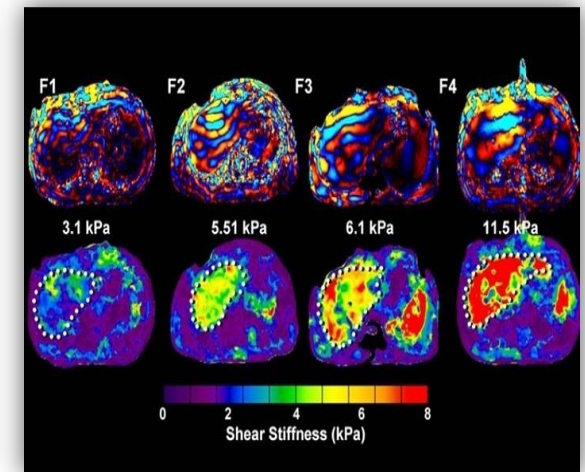 F1 F2 F3 F4
3.1 kPa 5.51 kPa 6.1 kPa 11.5 kPa
0 2 4 6 8
Shear Stiffness (kPa)